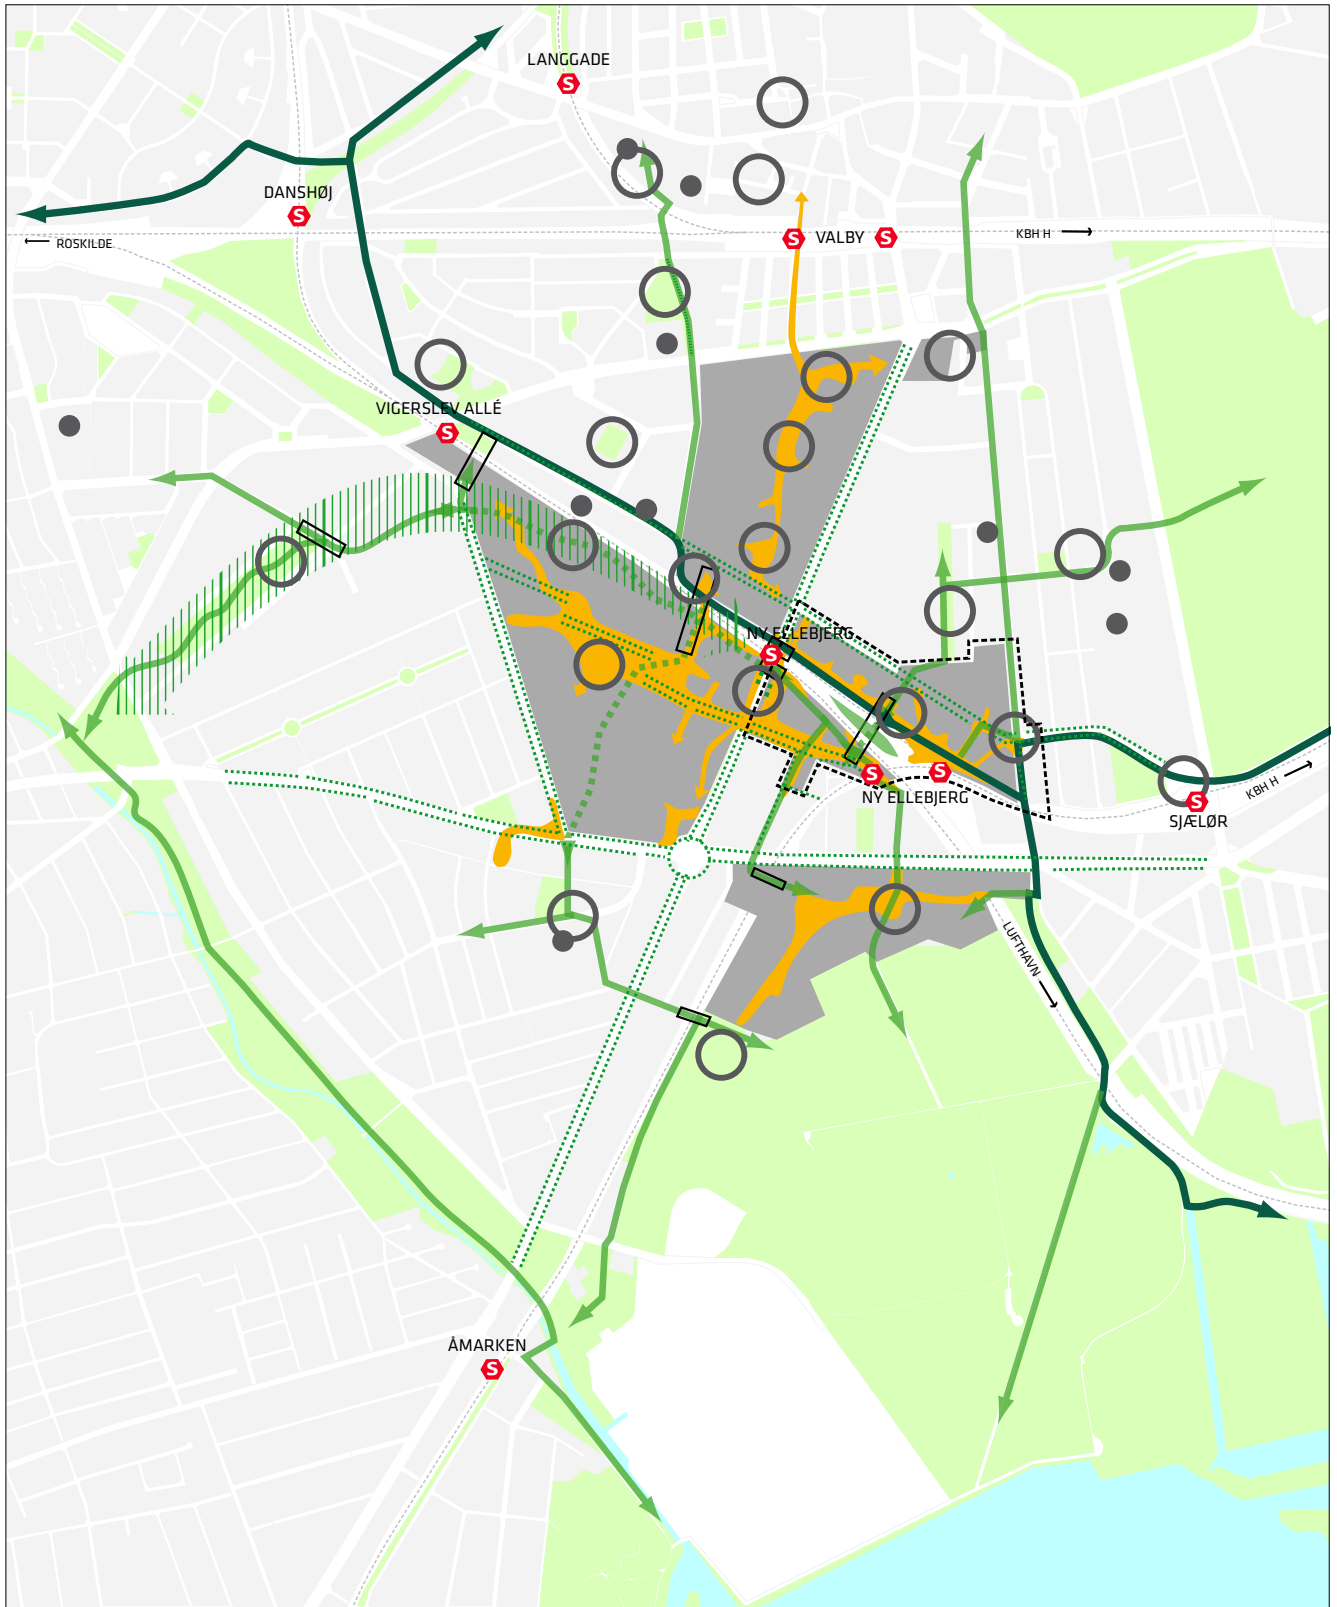 LANGGADE
S
DANSHØJ
S
ROSKILDE
S
VALBY
S
KBH H
VIGERSLEV ALLÉ
S
NY ELLEBJERG
S
S
S
NY ELLEBJERG
KBH H
S
SJÆLØR
LUFTHAVN
ÅMARKEN
S